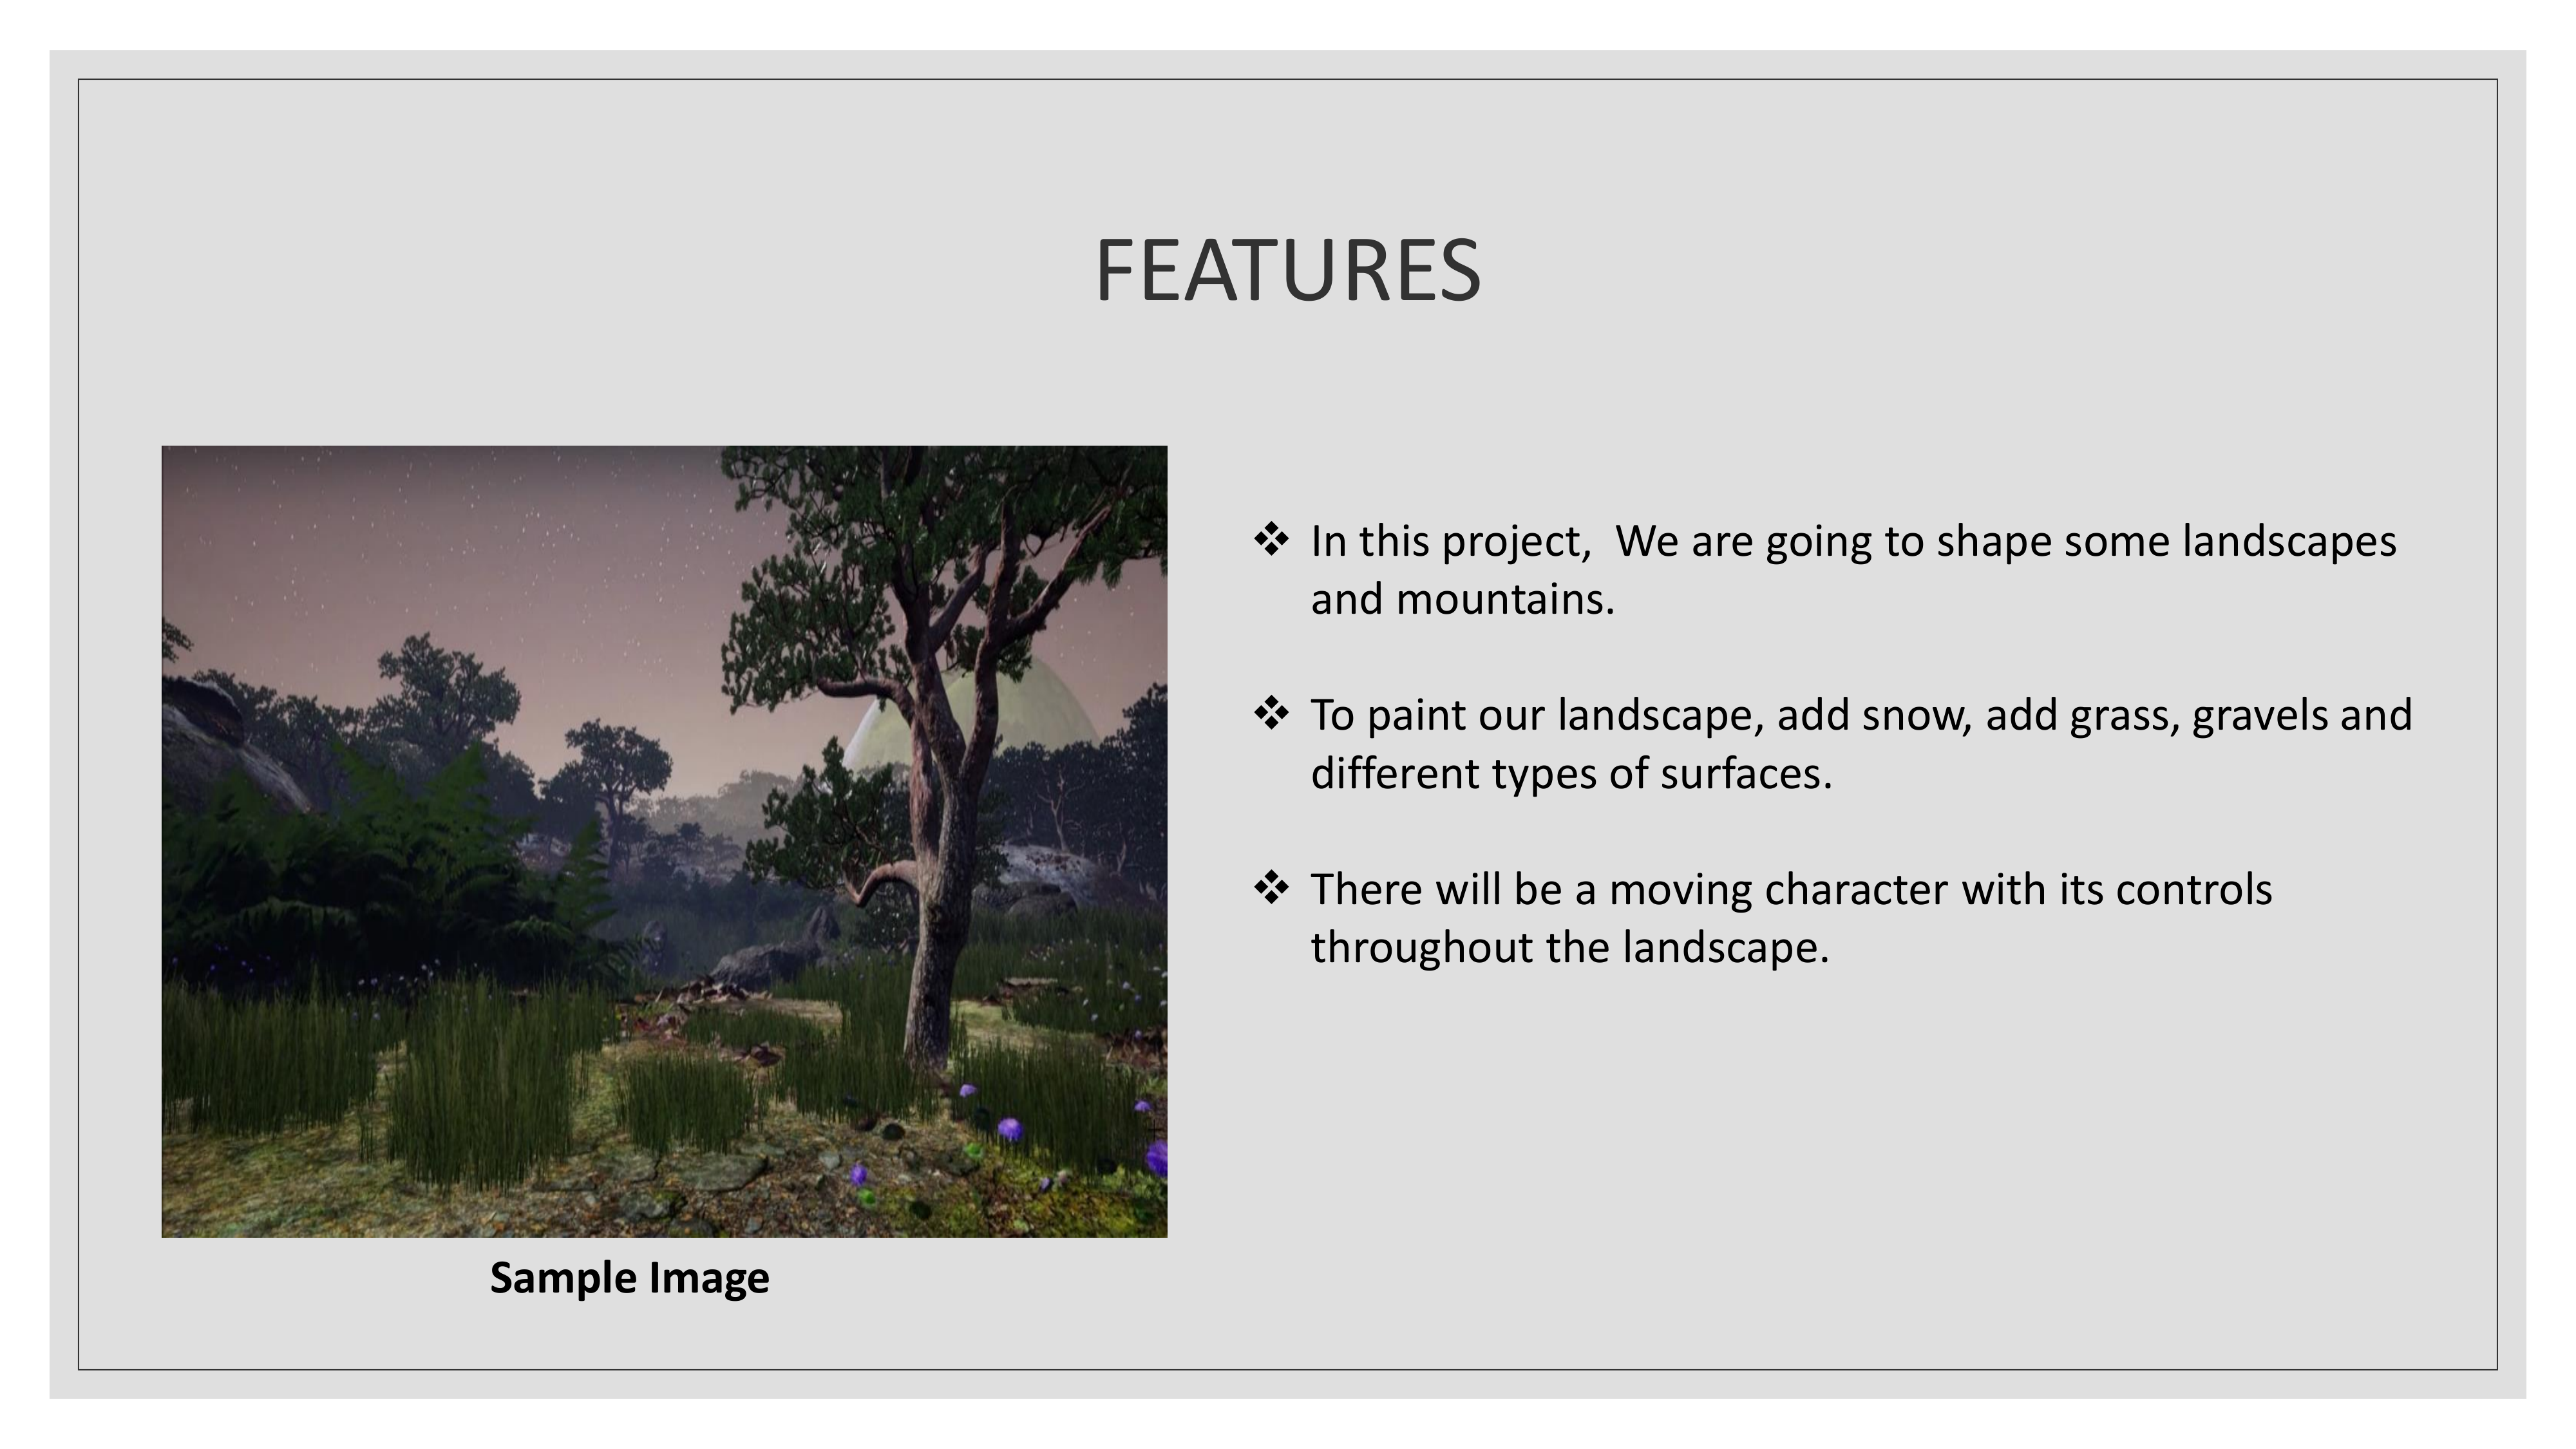 FEATURES
❖ In this project,  We are going to shape some landscapes
and mountains.
❖ To paint our landscape, add snow, add grass, gravels and
different types of surfaces.
❖ There will be a moving character with its controls
throughout the landscape.
Sample Image